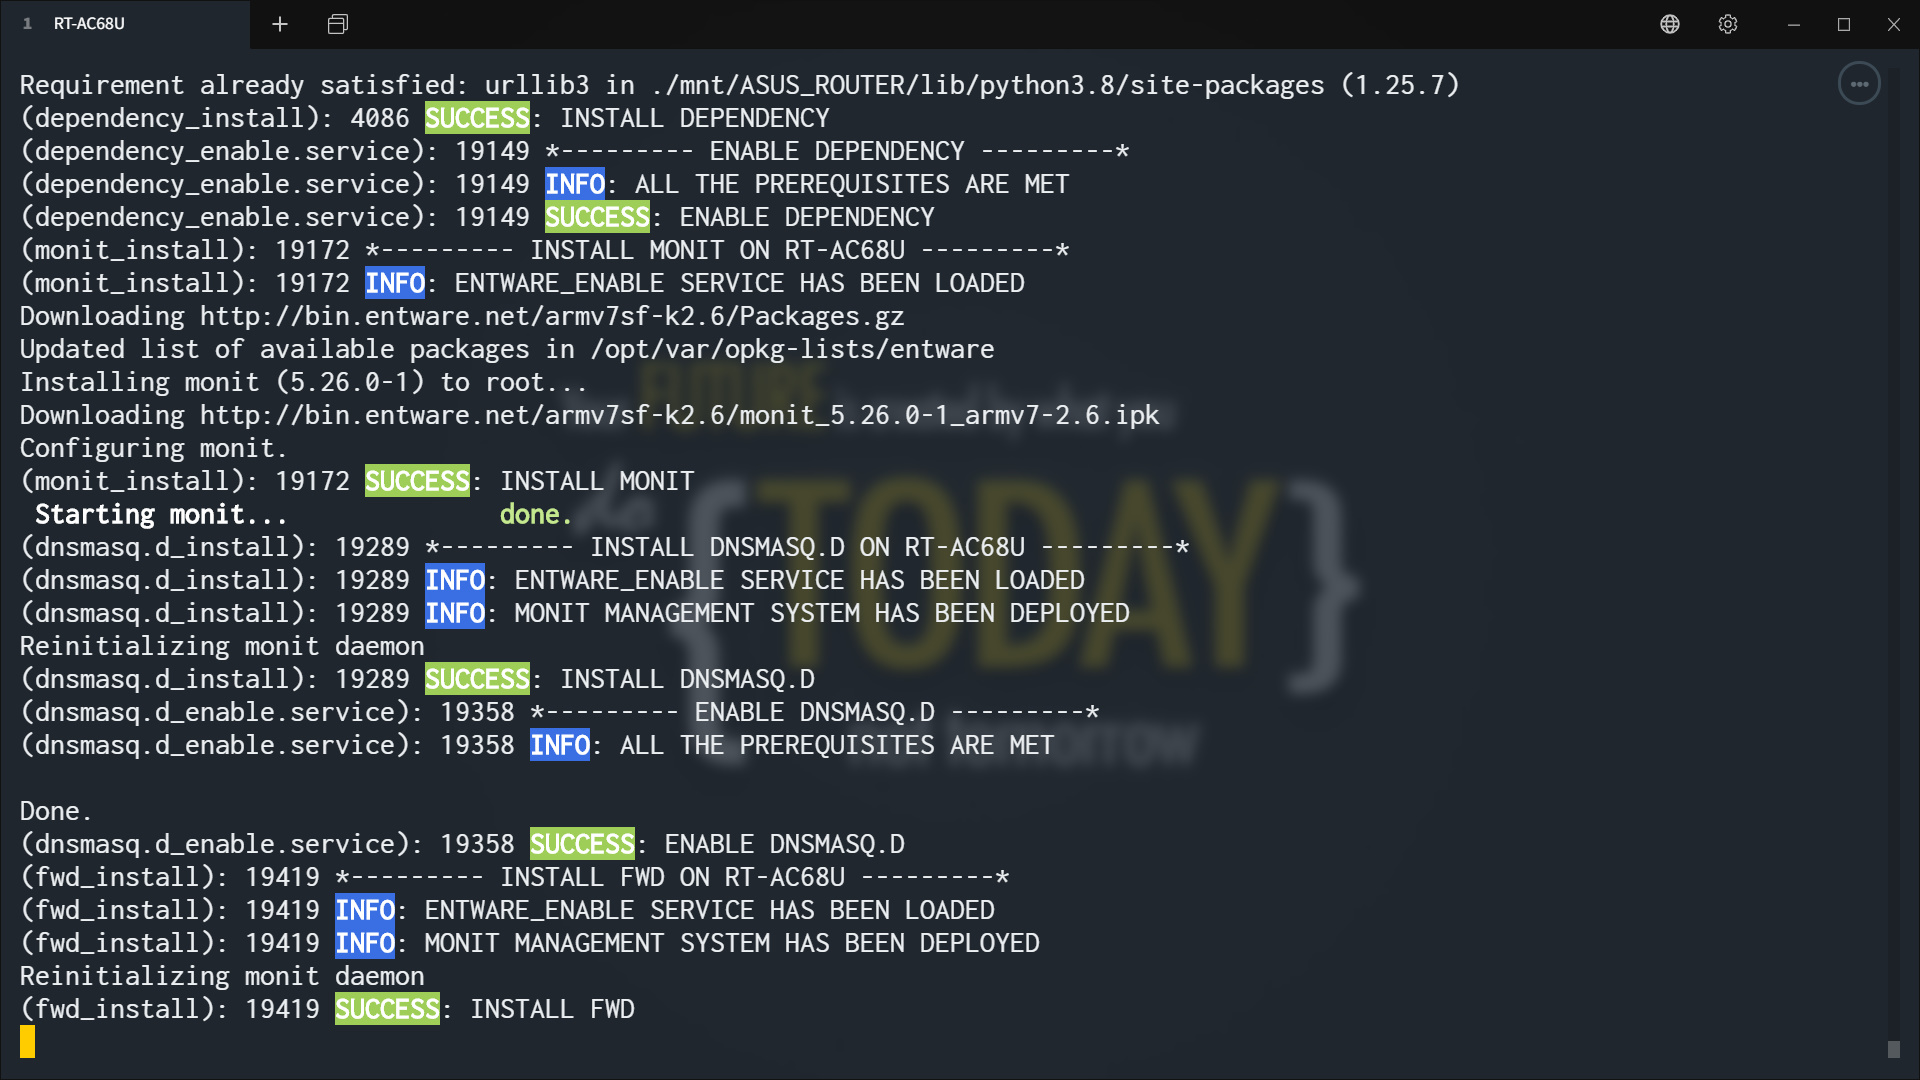 1 RT-AC68U
Requirement already satisfied: urllib3 in ./mnt/ASUS_ROUTER/lib/python3.8/site-packages (1.25.7)
(dependency_install): 4086 SUCCESS: INSTALL DEPENDENCY
(dependency_enable.service): 19149 *--------- ENABLE DEPENDENCY ---------*
(dependency_enable.service): 19149 INFO: ALL THE PREREQUISITES ARE MET
(dependency_enable.service): 19149 SUCCESS: ENABLE DEPENDENCY
(monit_install): 19172 *--------- INSTALL MONIT ON RT-AC68U ---------*
(monit_install): 19172 INFO: ENTWARE_ENABLE SERVICE HAS BEEN LOADED
Downloading http://bin.entware.net/armv7sf-k2.6/Packages.gz
Updated list of available packages in /opt/var/opkg-lists/entware
Installing monit (5.26.0-1) to root...
Downloading http://bin.entware.net/armv7sf-k2.6/monit_5.26.0-1_armv7-2.6.ipk
Configuring monit.
(monit_install): 19172 SUCCESS: INSTALL MONIT
Starting monit... done.
(dnsmasq.d_install): 19289 *--------- INSTALL DNSMASQ.D ON RT-AC68U ---------*
(dnsmasq.d_install): 19289 INFO: ENTWARE_ENABLE SERVICE HAS BEEN LOADED
(dnsmasq.d_install): 19289 INFO: MONIT MANAGEMENT SYSTEM HAS BEEN DEPLOYED
Reinitializing monit daemon
(dnsmasq.d_install): 19289 SUCCESS: INSTALL DNSMASQ.D
(dnsmasq.d_enable.service): 19358 *--------- ENABLE DNSMASQ.D ---------*
(dnsmasq.d_enable.service): 19358 INFO: ALL THE PREREQUISITES ARE MET
Done.
(dnsmasq.d_enable.service): 19358 SUCCESS: ENABLE DNSMASQ.D
(fwd_install): 19419 *--------- INSTALL FWD ON RT-AC68U ---------*
(fwd_install): 19419 INFO: ENTWARE_ENABLE SERVICE HAS BEEN LOADED
(fwd_install): 19419 INFO: MONIT MANAGEMENT SYSTEM HAS BEEN DEPLOYED
Reinitializing monit daemon
(fwd_install): 19419 SUCCESS: INSTALL FWD
FUTURE
{TODAY}
tomorrow